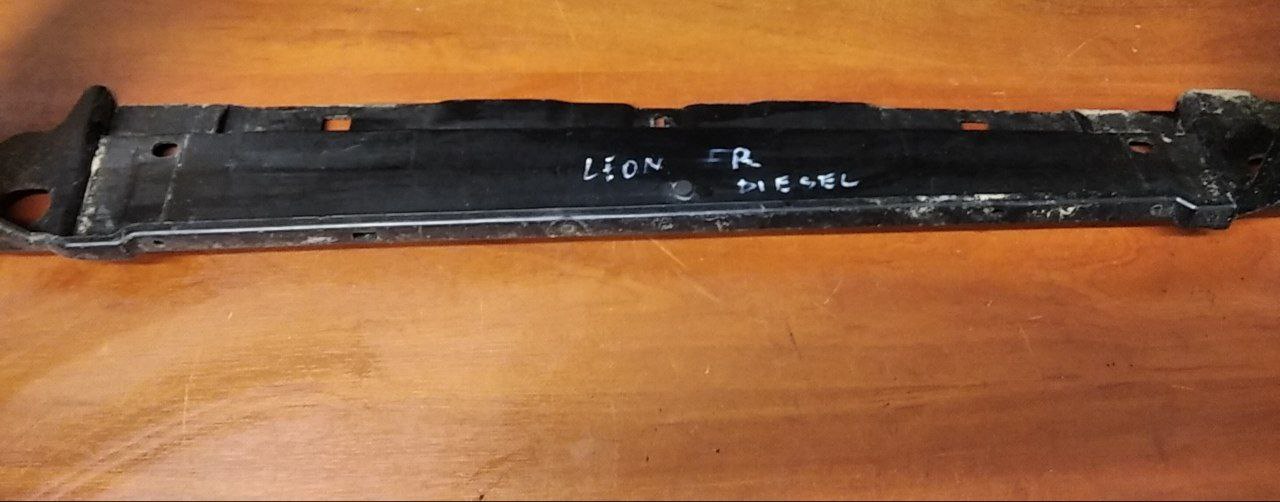 LEON FR
DIESEL